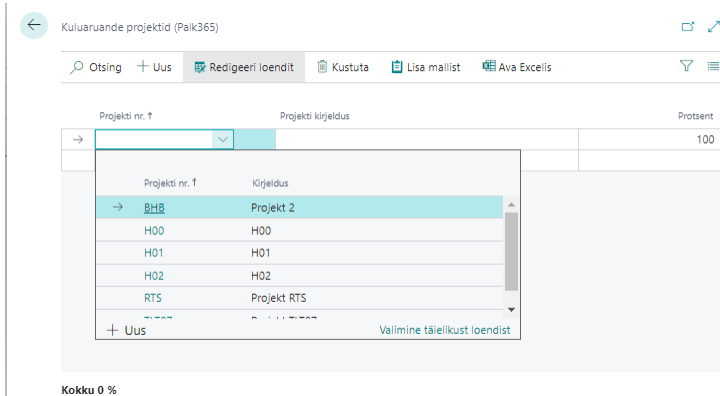 Kuluaruande projektid (Palk365)
Otsing Uus Redigeeri loendit Kustuta Lisa mallist Ava Excelis
Projekti nr. ↑ Projekti kirjeldus Protsent
100
Projekti nr. ↑ Kirjeldus
BHB Projekt 2
H00 H00
H01 H01
H02 H02
RTS Projekt RTS
Uus Valimine täielikust loendist
Kokku 0 %